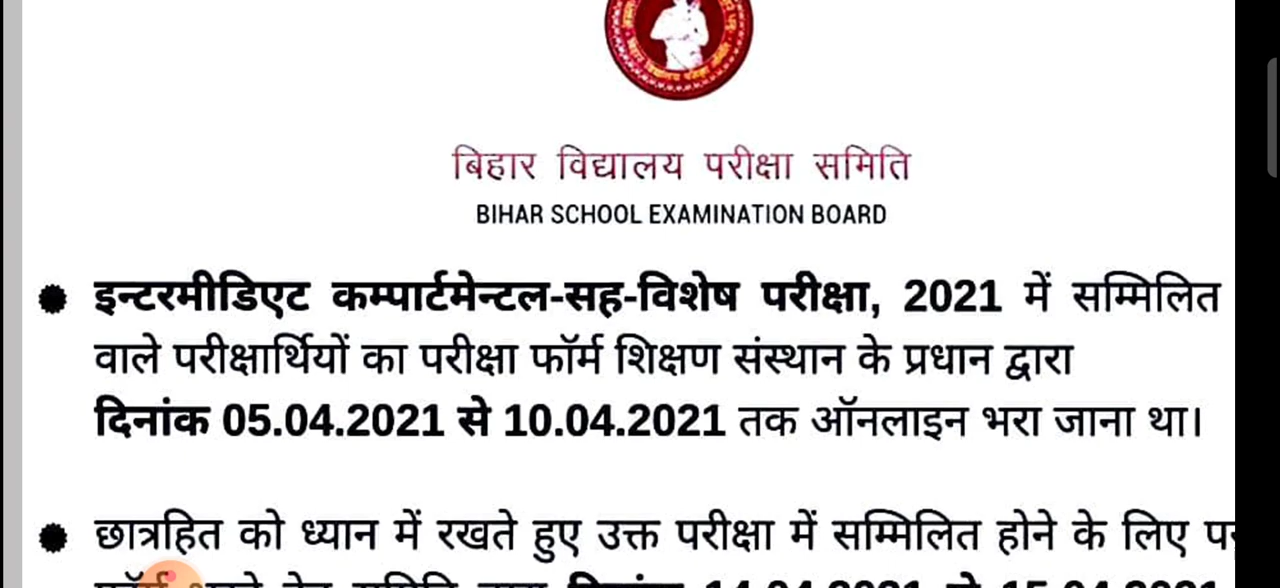 बिहार विद्यालय परीक्षा समिति
BIHAR SCHOOL EXAMINATION BOARD
इन्टरमीडिएट कम्पार्टमेन्टल-सह-विशेष परीक्षा, 2021 में सम्मिलित
वाले परीक्षार्थियों का परीक्षा फॉर्म शिक्षण संस्थान के प्रधान द्वारा
दिनांक 05.04.2021 से 10.04.2021 तक ऑनलाइन भरा जाना था।
छात्रहित को ध्यान में रखते हुए उक्त परीक्षा में सम्मिलित होने के लिए